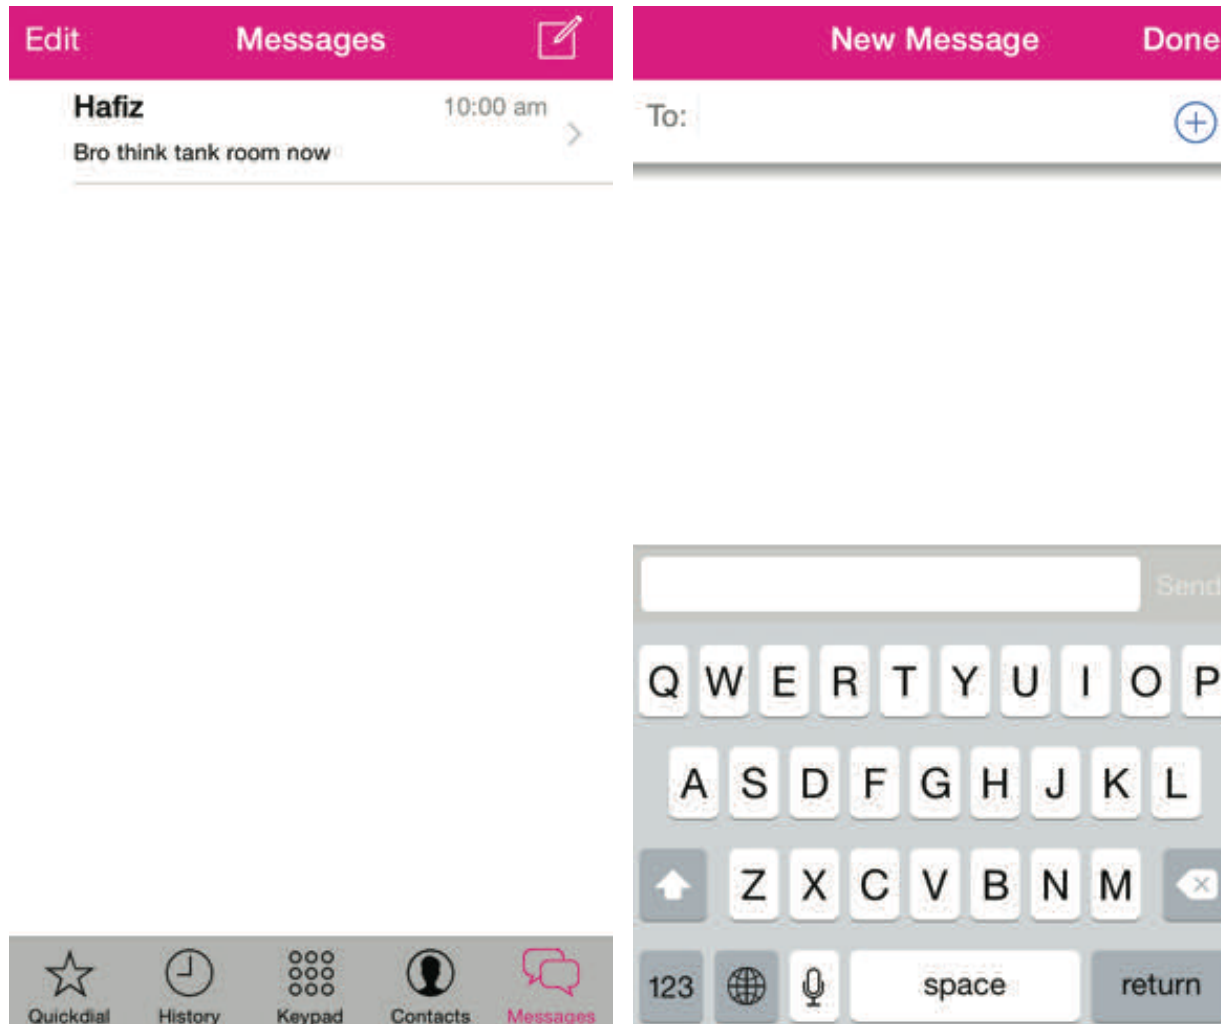 Edit Messages
Hafiz 10:00 am
Bro think tank room now
Quickdial History Keypad Contacts Messages
New Message Done
To:
Send
Q W E R T Y U I O P
A S D F G H J K L
Z X C V B N M
123 space return